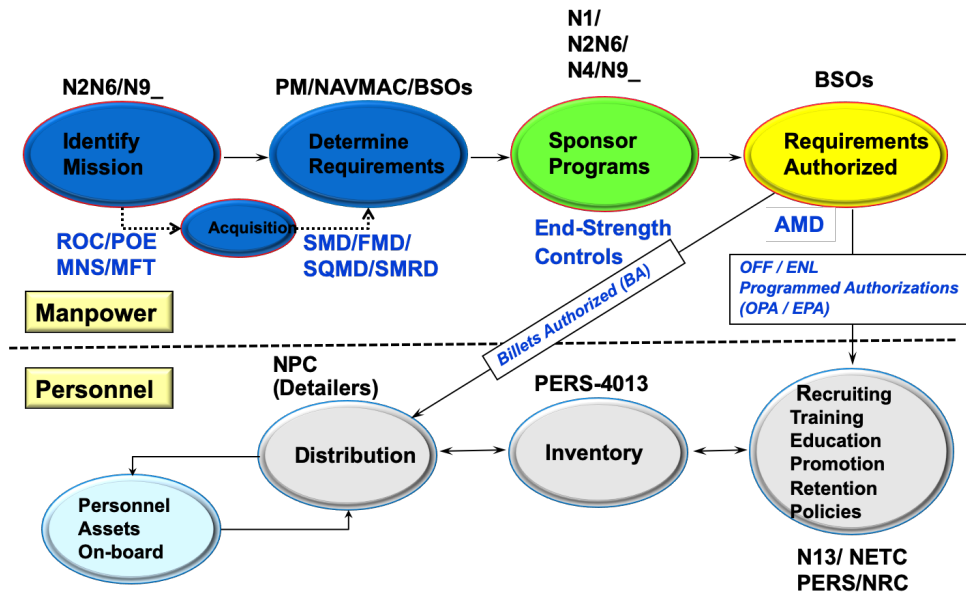 N1/
N2N6/
N4/N9_
N2N6/N9_
PM/NAVMAC/BSOs
BSOs
Identify
Mission
Determine
Requirements
Sponsor
Programs
Requirements
Authorized
Acquisition
ROC/POE
MNS/MFT
SMD/FMD/
SQMD/SMRD
End-Strength
Controls
AMD
OFF / ENL
Programmed Authorizations
(OPA / EPA)
Billets Authorized (BA)
Manpower
Personnel
NPC
(Detailers)
PERS-4013
Distribution
Inventory
Recruiting
Training
Education
Promotion
Retention
Policies
Personnel
Assets
On-board
N13/ NETC
PERS/NRC